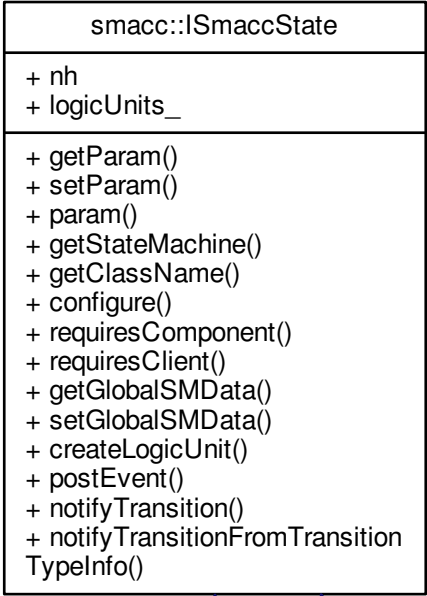 smacc::ISmaccState
+ nh
+ logicUnits_
+ getParam()
+ setParam()
+ param()
+ getStateMachine()
+ getClassName()
+ configure()
+ requiresComponent()
+ requiresClient()
+ getGlobalSMData()
+ setGlobalSMData()
+ createLogicUnit()
+ postEvent()
+ notifyTransition()
+ notifyTransitionFromTransition
TypeInfo()